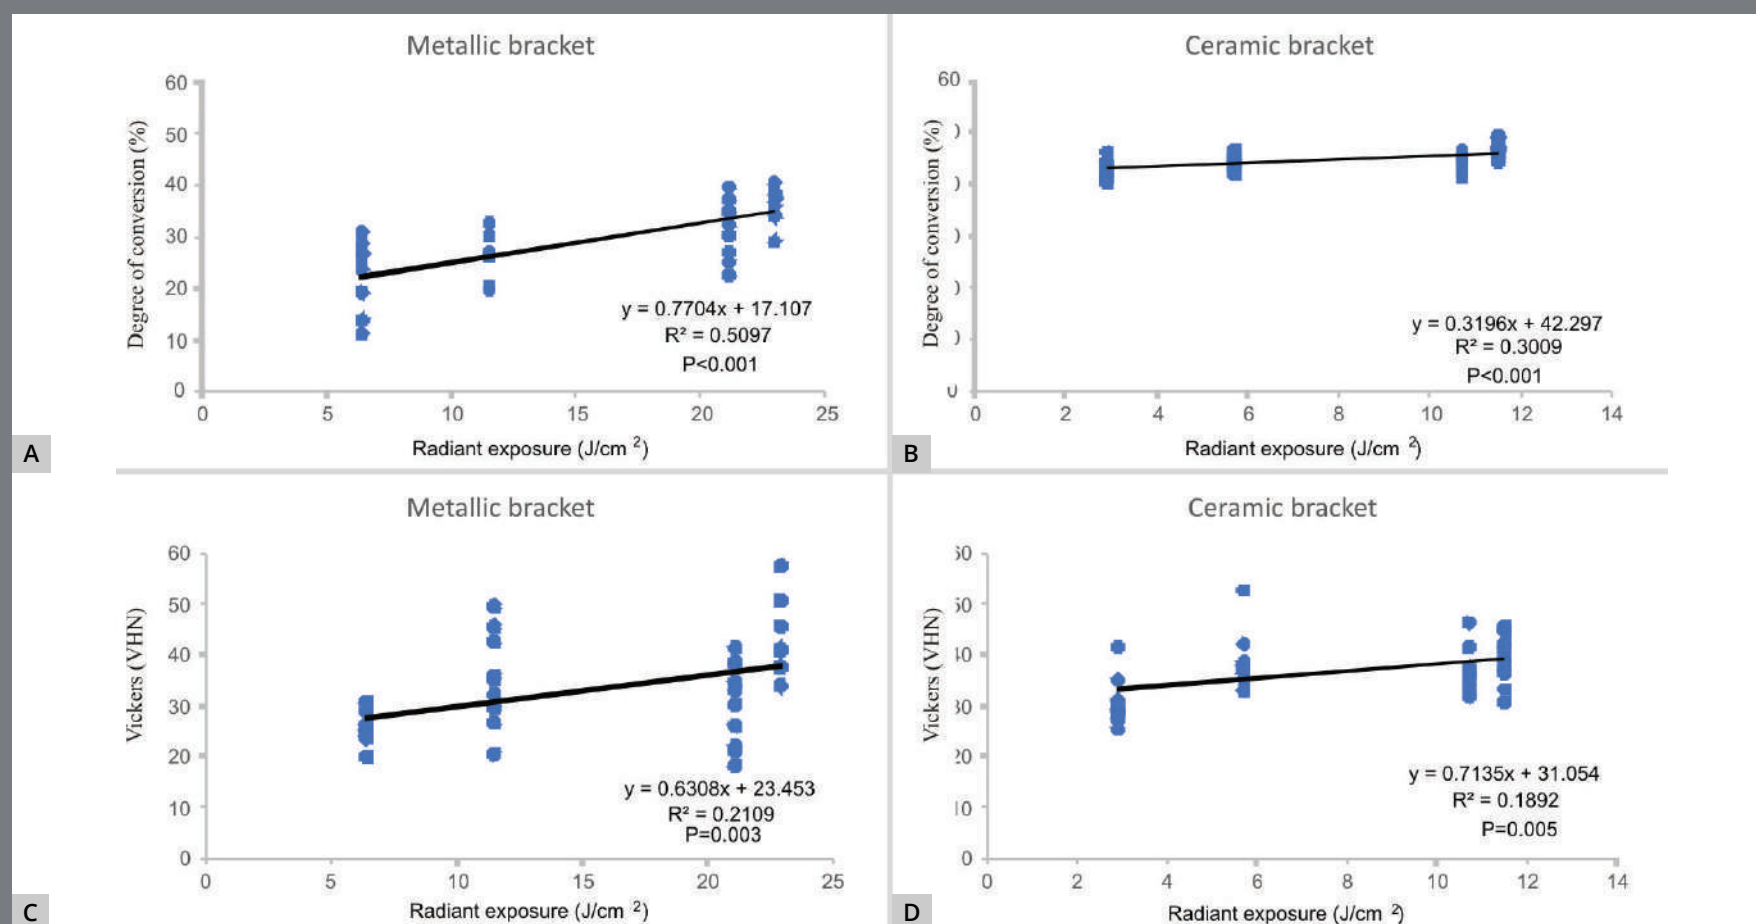 Metallic bracket
Degree of conversion (%)
60
50
40
30
20
10
0
0 5 10 15 20 25
y = 0.7704x + 17.107
R² = 0.5097
P<0.001
Radiant exposure (J/cm ²)
A
Ceramic bracket
Degree of conversion (%)
60
0 2 4 6 8 10 12 14
y = 0.3196x + 42.297
R² = 0.3009
P<0.001
Radiant exposure (J/cm ²)
B
Metallic bracket
Vickers (VHN)
60
50
40
30
20
10
0
0 5 10 15 20 25
y = 0.6308x + 23.453
R² = 0.2109
P=0.003
Radiant exposure (J/cm ²)
C
Ceramic bracket
Vickers (VHN)
0
0 2 4 6 8 10 12 14
y = 0.7135x + 31.054
R² = 0.1892
P=0.005
Radiant exposure (J/cm ²)
D